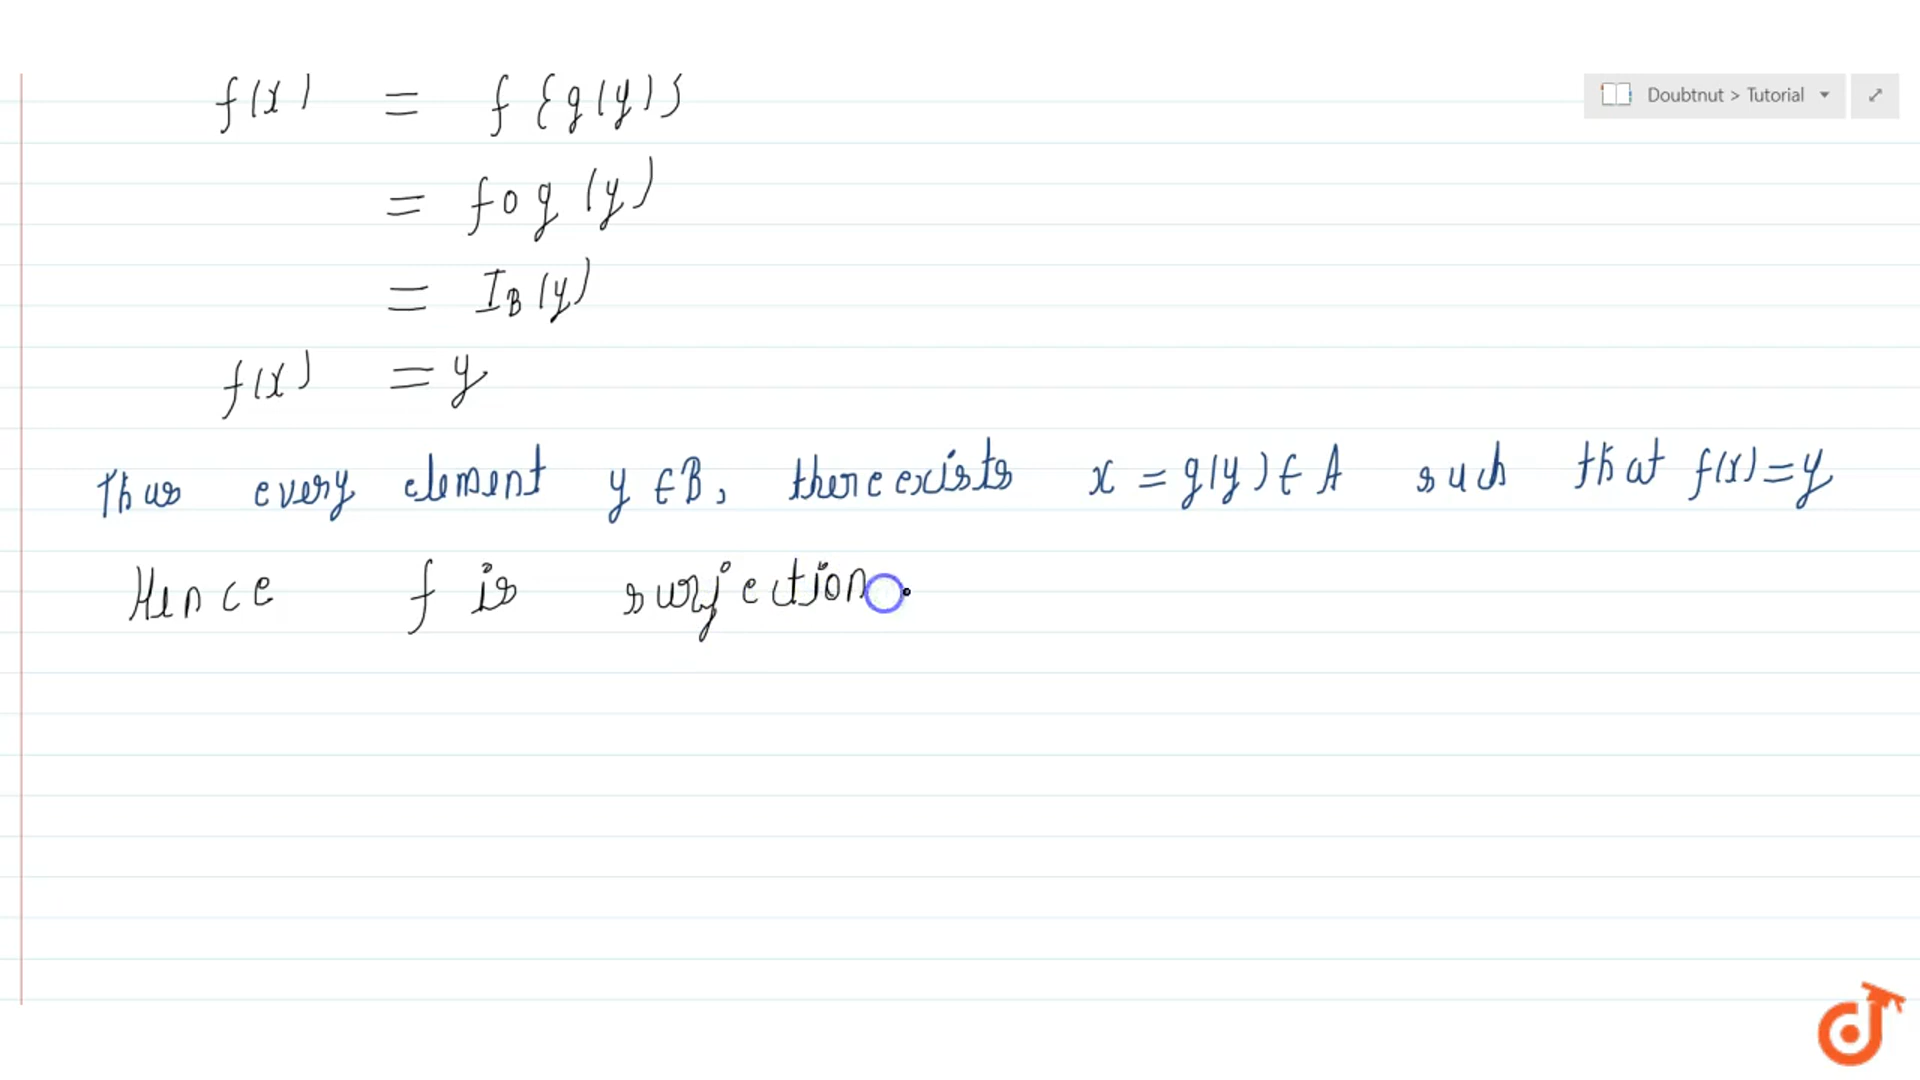 f(x) = f{g(y)}
Doubtnut > Tutorial
= fog(y)
= I_B(y)
f(x) = y
Thus every element y ∈ B, there exists x = g(y) ∈ A such that f(x) = y
Hence f is surjection.